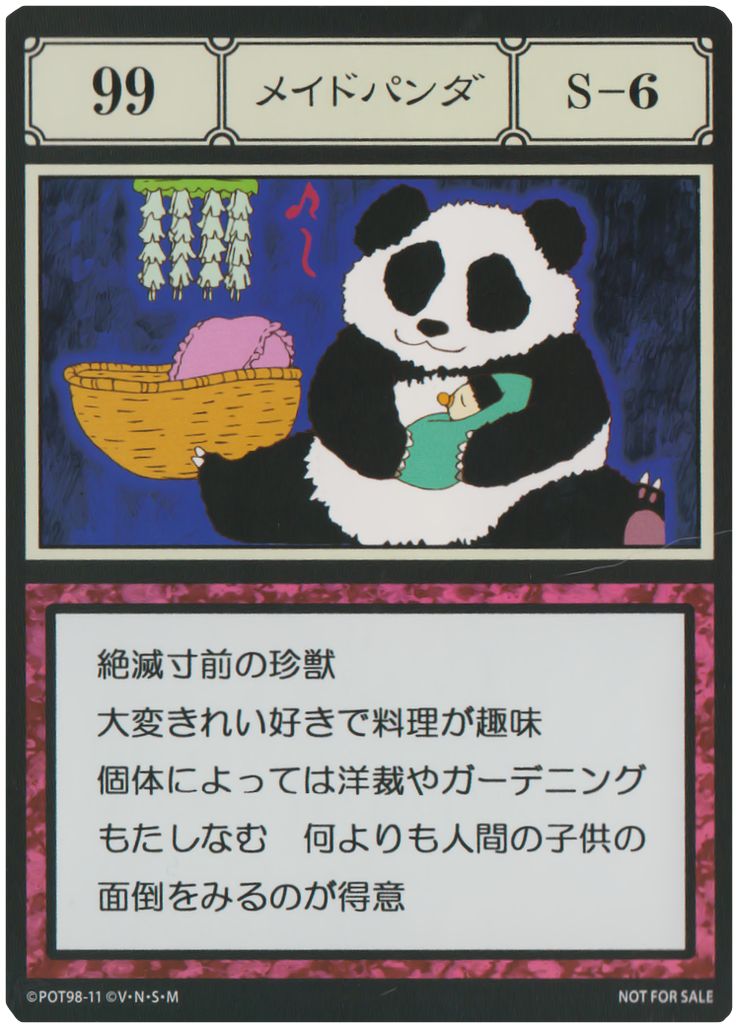 99
メイドパンダ
S-6
絶滅寸前の珍獣
大変きれい好きで料理が趣味
個体によっては洋裁やガーデニング
もたしなむ　何よりも人間の子供の
面倒をみるのが得意
©POT98-11 ©V・N・S・M
NOT FOR SALE